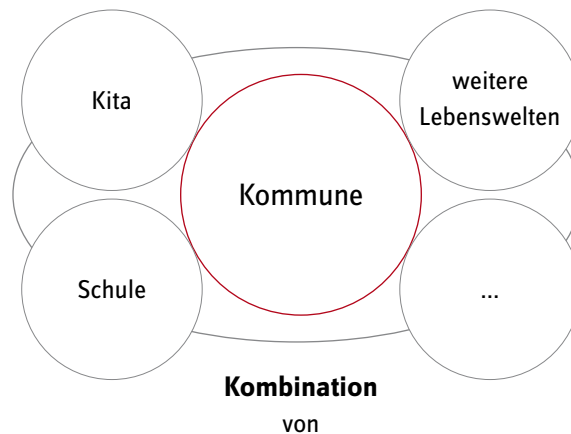 Kita
weitere
Lebenswelten
Kommune
Schule
...
Kombination
von